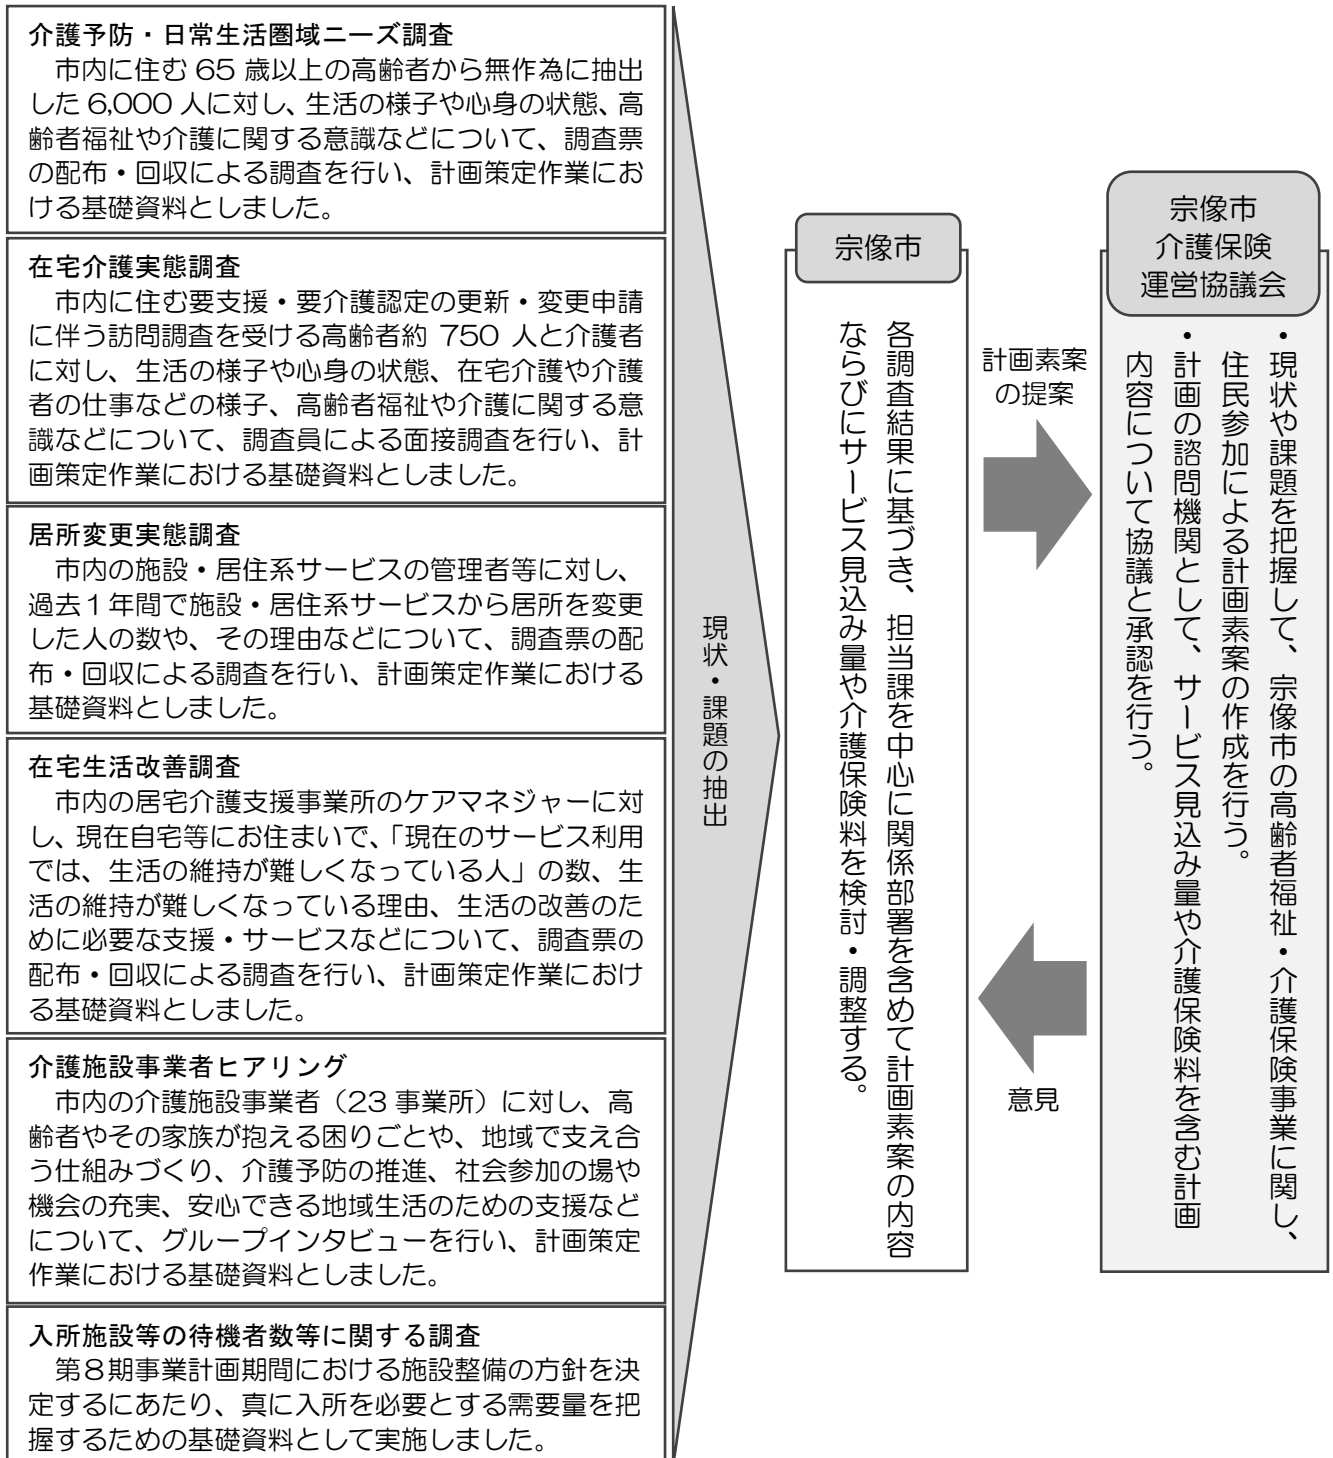 介護予防・日常生活圏域ニーズ調査
市内に住む 65 歳以上の高齢者から無作為に抽出
した 6,000 人に対し、生活の様子や心身の状態、高
齢者福祉や介護に関する意識などについて、調査票
の配布・回収による調査を行い、計画策定作業にお
ける基礎資料としました。
在宅介護実態調査
市内に住む要支援・要介護認定の更新・変更申請
に伴う訪問調査を受ける高齢者約 750 人と介護者
に対し、生活の様子や心身の状態、在宅介護や介護
者の仕事などの様子、高齢者福祉や介護に関する意
識などについて、調査員による面接調査を行い、計
画策定作業における基礎資料としました。
居所変更実態調査
市内の施設・居住系サービスの管理者等に対し、
過去1年間で施設・居住系サービスから居所を変更
した人の数や、その理由などについて、調査票の配
布・回収による調査を行い、計画策定作業における
基礎資料としました。
在宅生活改善調査
市内の居宅介護支援事業所のケアマネジャーに対
し、現在自宅等にお住まいで、「現在のサービス利用
では、生活の維持が難しくなっている人」の数、生
活の維持が難しくなっている理由、生活の改善のた
めに必要な支援・サービスなどについて、調査票の
配布・回収による調査を行い、計画策定作業におけ
る基礎資料としました。
介護施設事業者ヒアリング
市内の介護施設事業者（23 事業所）に対し、高
齢者やその家族が抱える困りごとや、地域で支え合
う仕組みづくり、介護予防の推進、社会参加の場や
機会の充実、安心できる地域生活のための支援など
について、グループインタビューを行い、計画策定
作業における基礎資料としました。
入所施設等の待機者数等に関する調査
第8期事業計画期間における施設整備の方針を決
定するにあたり、真に入所を必要とする需要量を把
握するための基礎資料として実施しました。
現状・課題の抽出
宗像市
各調査結果に基づき、担当課を中心に関係部署を含めて計画素案の内容
ならびにサービス見込み量や介護保険料を検討・調整する。
計画素案
の提案
意見
宗像市
介護保険
運営協議会
・現状や課題を把握して、宗像市の高齢者福祉・介護保険事業に関し、
住民参加による計画素案の作成を行う。
・計画の諮問機関として、サービス見込み量や介護保険料を含む計画
内容について協議と承認を行う。